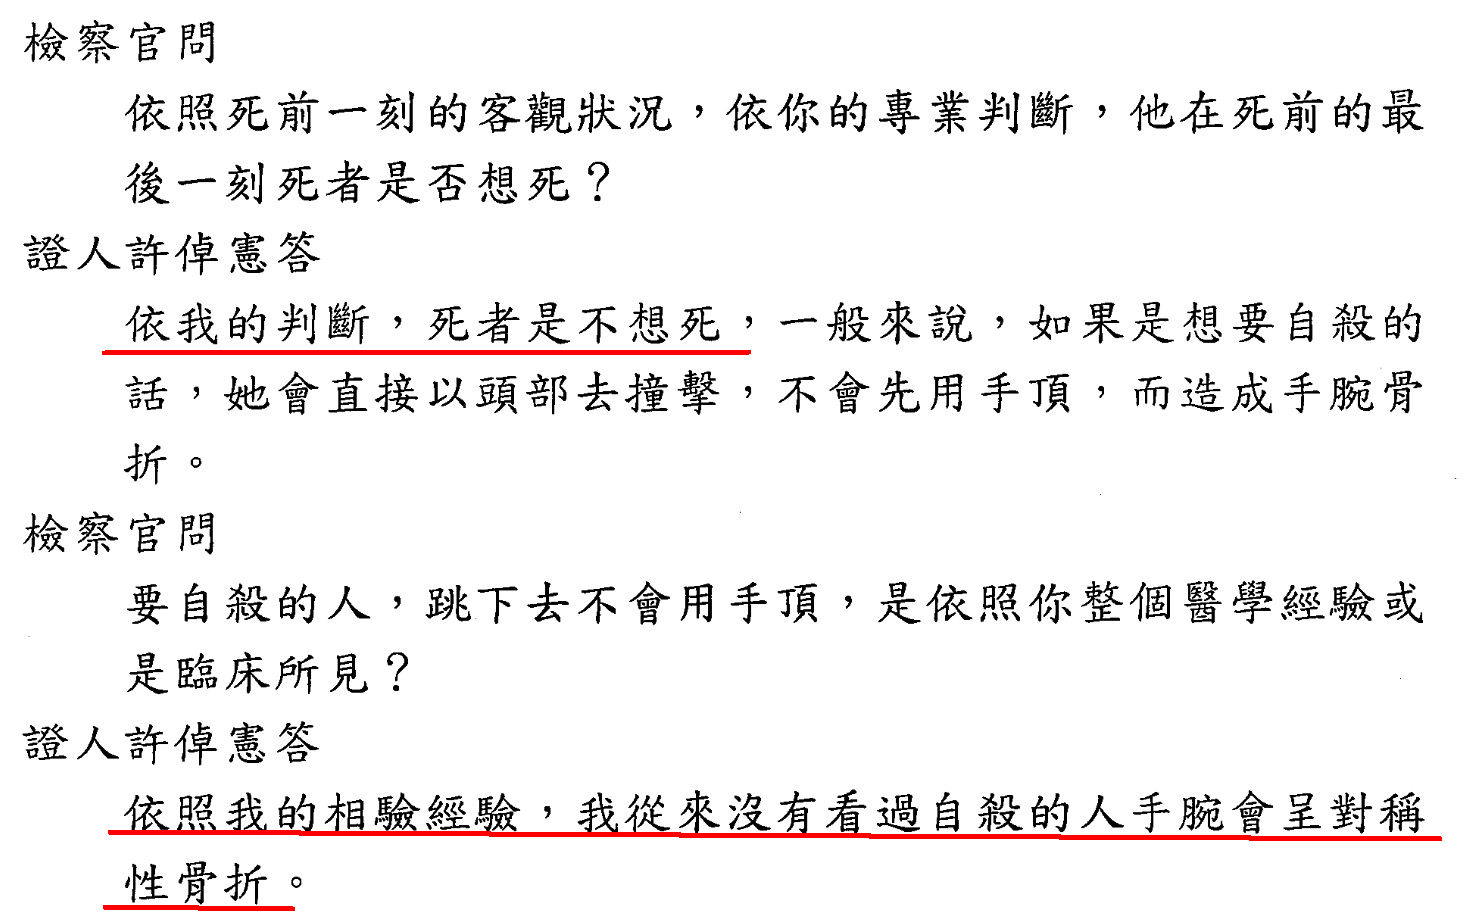 檢察官問
依照死前一刻的客觀狀況，依你的專業判斷，他在死前的最
後一刻死者是否想死？
證人許倬憲答
依我的判斷，死者是不想死，一般來說，如果是想要自殺的
話，她會直接以頭部去撞擊，不會先用手頂，而造成手腕骨
折。
檢察官問
要自殺的人，跳下去不會用手頂，是依照你整個醫學經驗或
是臨床所見？
證人許倬憲答
依照我的相驗經驗，我從來沒有看過自殺的人手腕會呈對稱
性骨折。